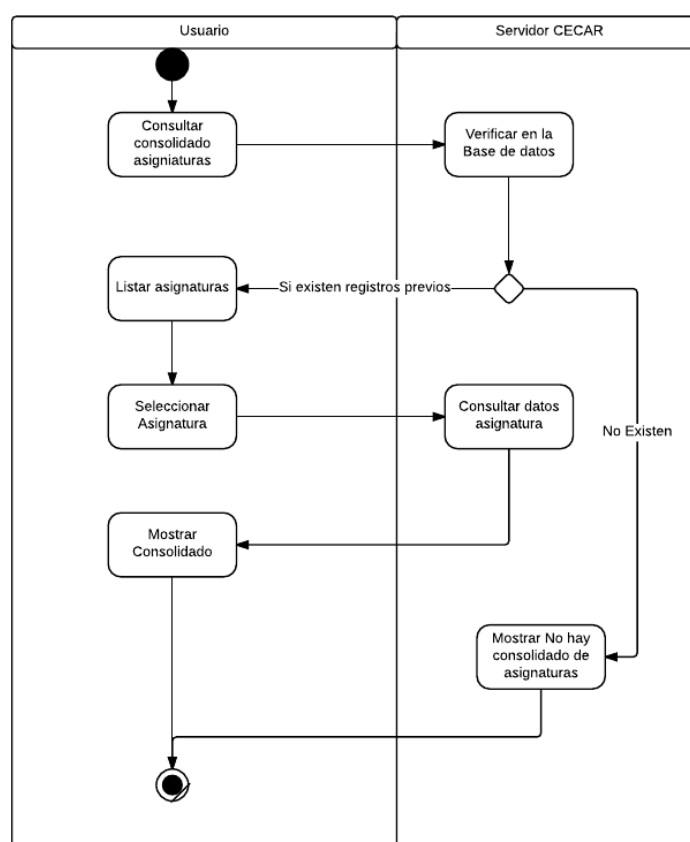 Usuario
Servidor CECAR
Consultar
consolidado
asigniaturas
Verificar en la
Base de datos
Listar asignaturas
Si existen registros previos
Seleccionar
Asignatura
Consultar datos
asignatura
No Existen
Mostrar
Consolidado
Mostrar No hay
consolidado de
asignaturas